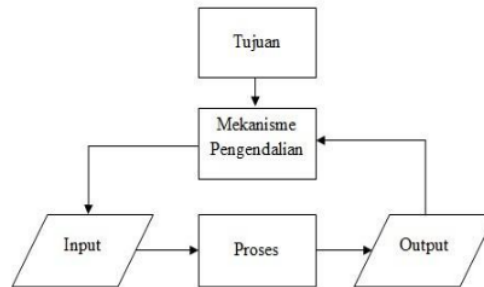 Tujuan
Mekanisme
Pengendalian
Input
Proses
Output